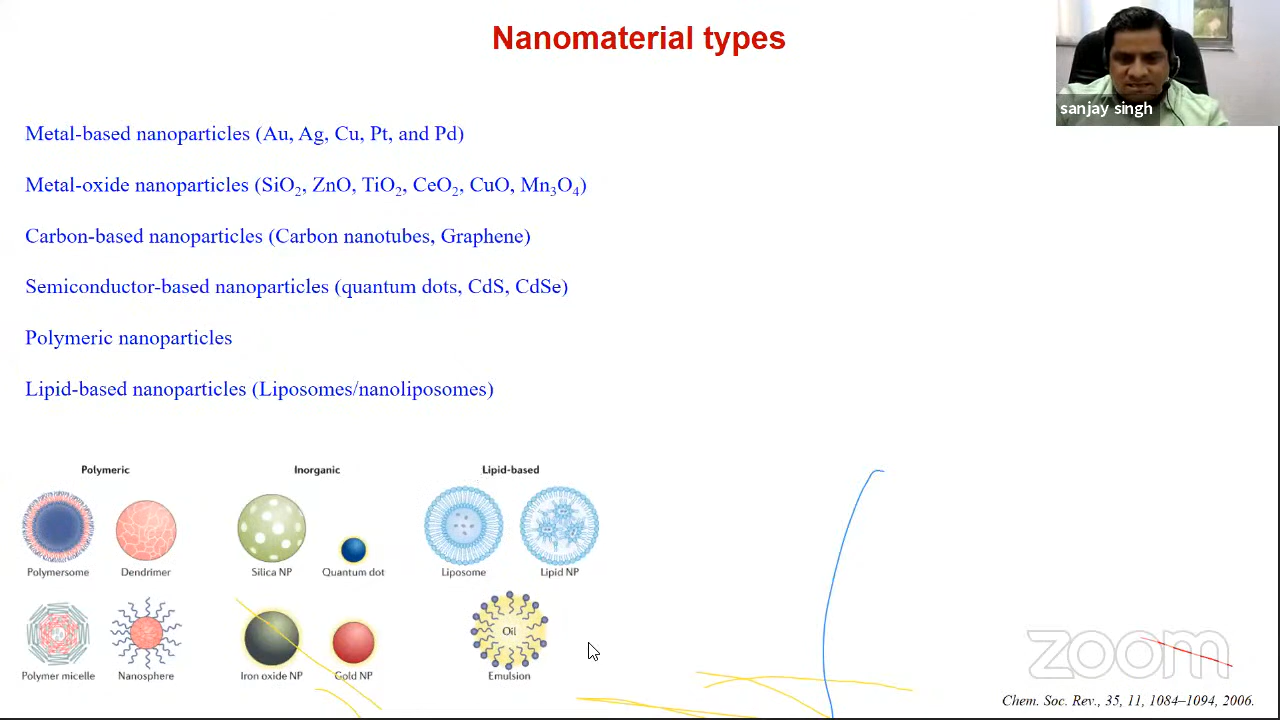 Nanomaterial types
sanjay singh
Metal-based nanoparticles (Au, Ag, Cu, Pt, and Pd)
Metal-oxide nanoparticles (SiO₂, ZnO, TiO₂, CeO₂, CuO, Mn₃O₄)
Carbon-based nanoparticles (Carbon nanotubes, Graphene)
Semiconductor-based nanoparticles (quantum dots, CdS, CdSe)
Polymeric nanoparticles
Lipid-based nanoparticles (Liposomes/nanoliposomes)
Polymeric Inorganic Lipid-based
Polymersome Dendrimer Silica NP Quantum dot Liposome Lipid NP
Oil
Polymer micelle Nanosphere Iron oxide NP Gold NP Emulsion
zoom
Chem. Soc. Rev., 35, 11, 1084–1094, 2006.